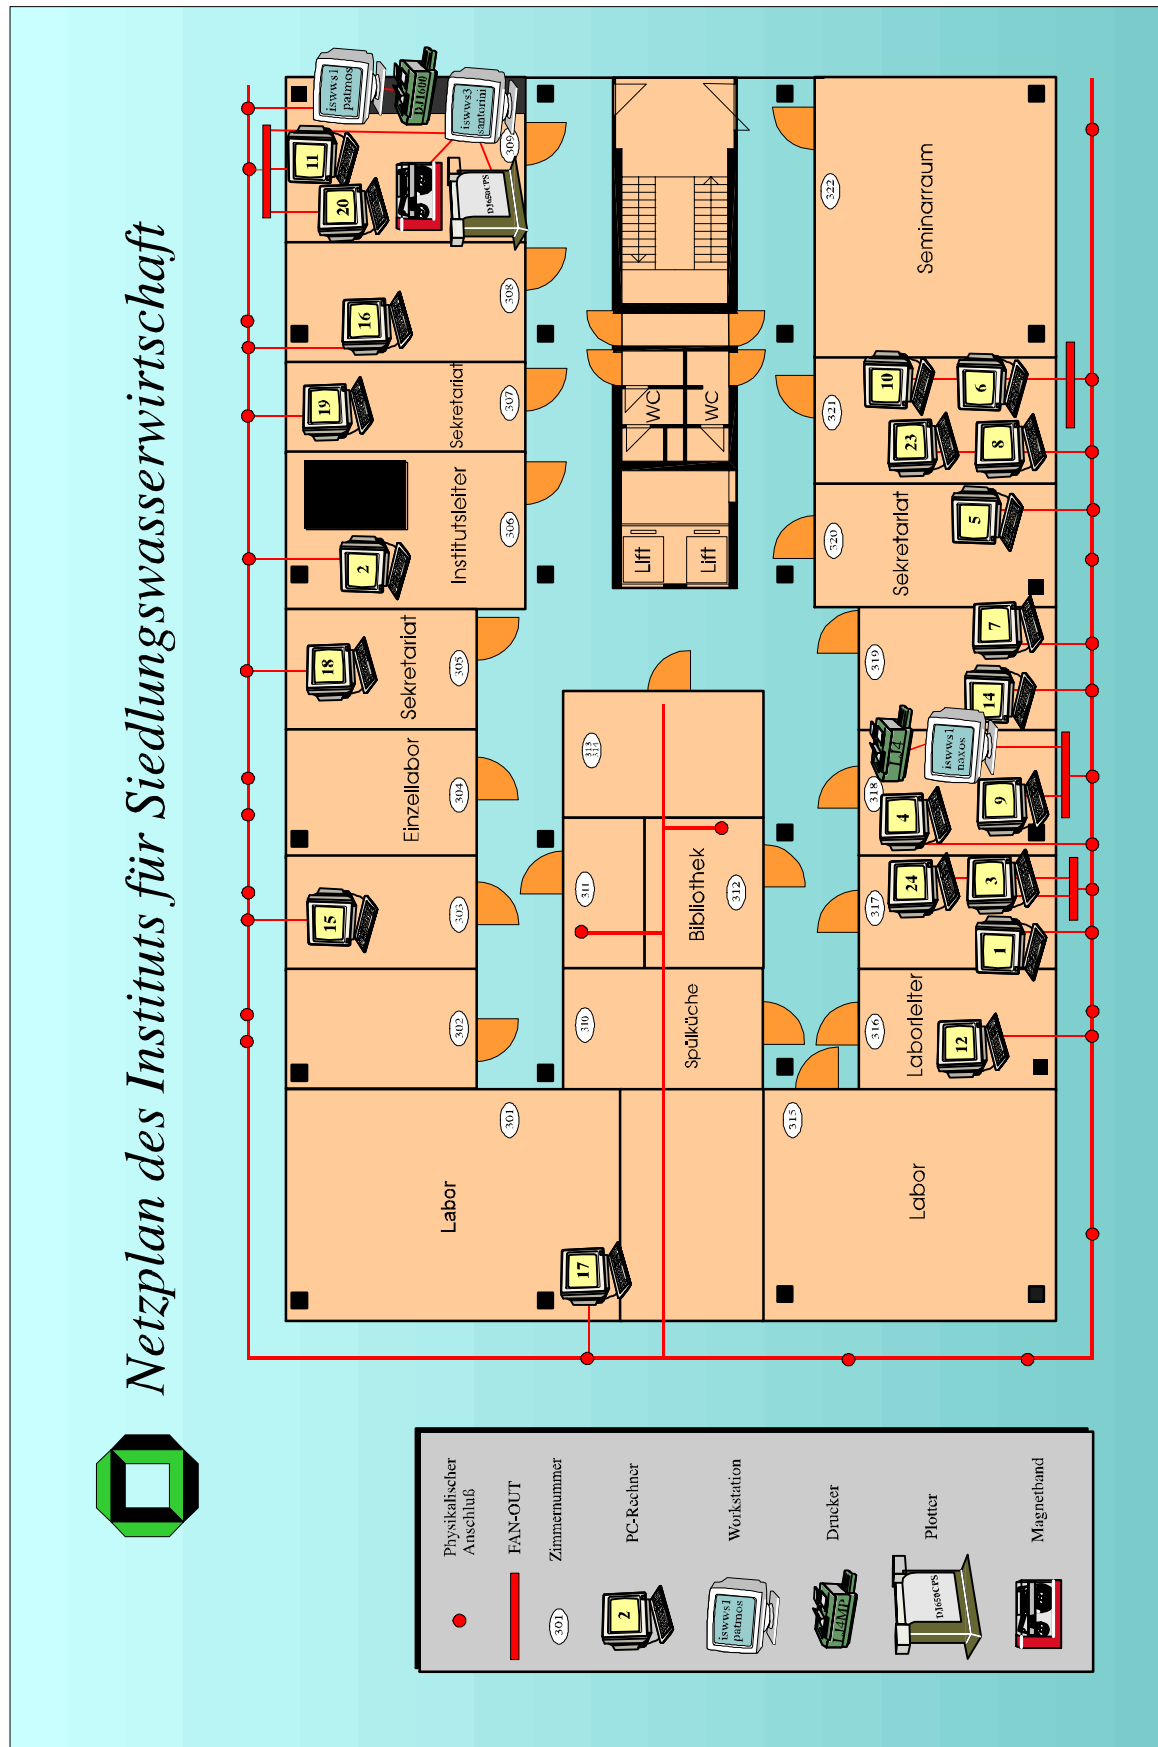 Netzplan des Instituts für Siedlungswasserwirtschaft
301
Labor
17
302
303
15
304
Einzellabor
305
Sekretariat
18
306
Institutsleiter
2
307
Sekretariat
19
308
16
309
20
11
iswws1
patmos
DJ1600
iswws3
santorini
DJ650CPS
310
Spülküche
311
312
Bibliothek
313
314
Lift
Lift
WC
WC
315
Labor
316
Laborleiter
12
317
24
3
1
318
4
9
LJ4
iswws1
naxos
319
14
7
320
Sekretariat
5
321
23
10
8
6
322
Seminarraum
Physikalischer
Anschluß
FAN-OUT
301
Zimmernummer
2
PC-Rechner
iswws1
patmos
Workstation
LJ4MP
Drucker
DJ650CPS
Plotter
Magnetband